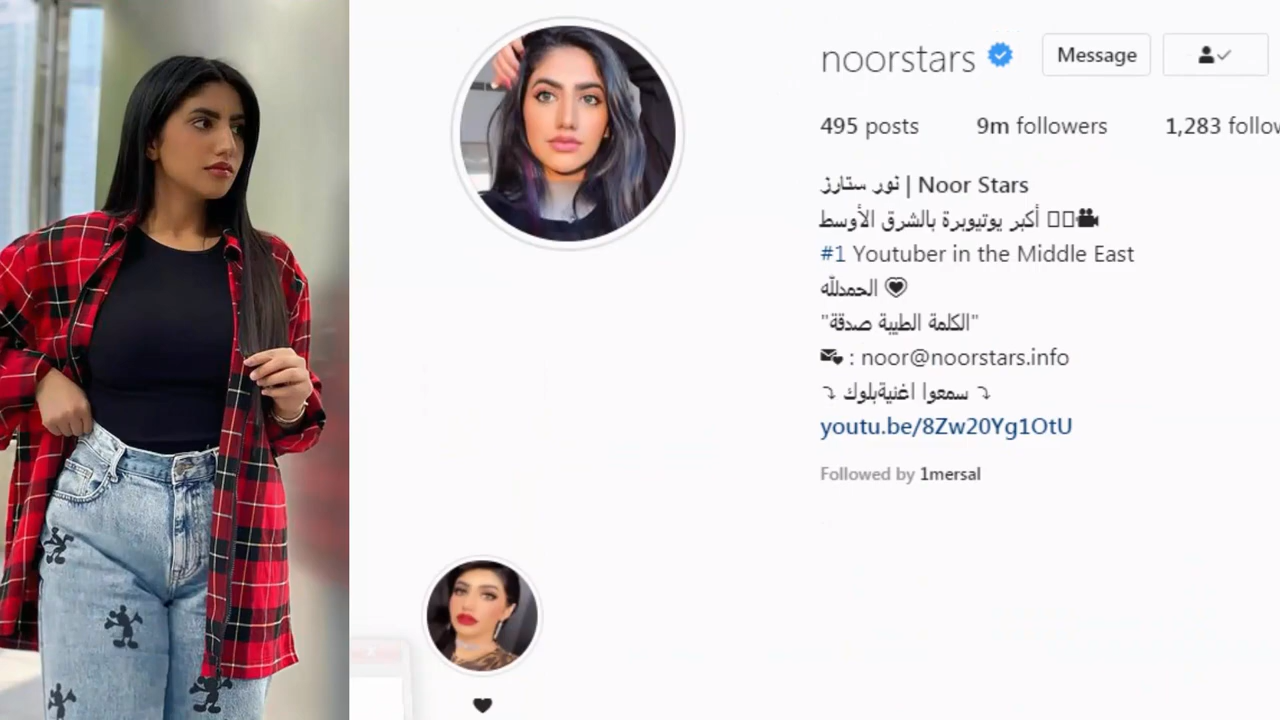 noorstars
Message
495 posts 9m followers 1,283 follow
نور ستارز | Noor Stars
أكبر يوتيوبرة بالشرق الأوسط
#1 Youtuber in the Middle East
الحمدلله
"الكلمة الطيبة صدقة"
: noor@noorstars.info
⤵ سمعوا اغنيةبلوك ⤵
youtu.be/8Zw20Yg1OtU
Followed by 1mersal